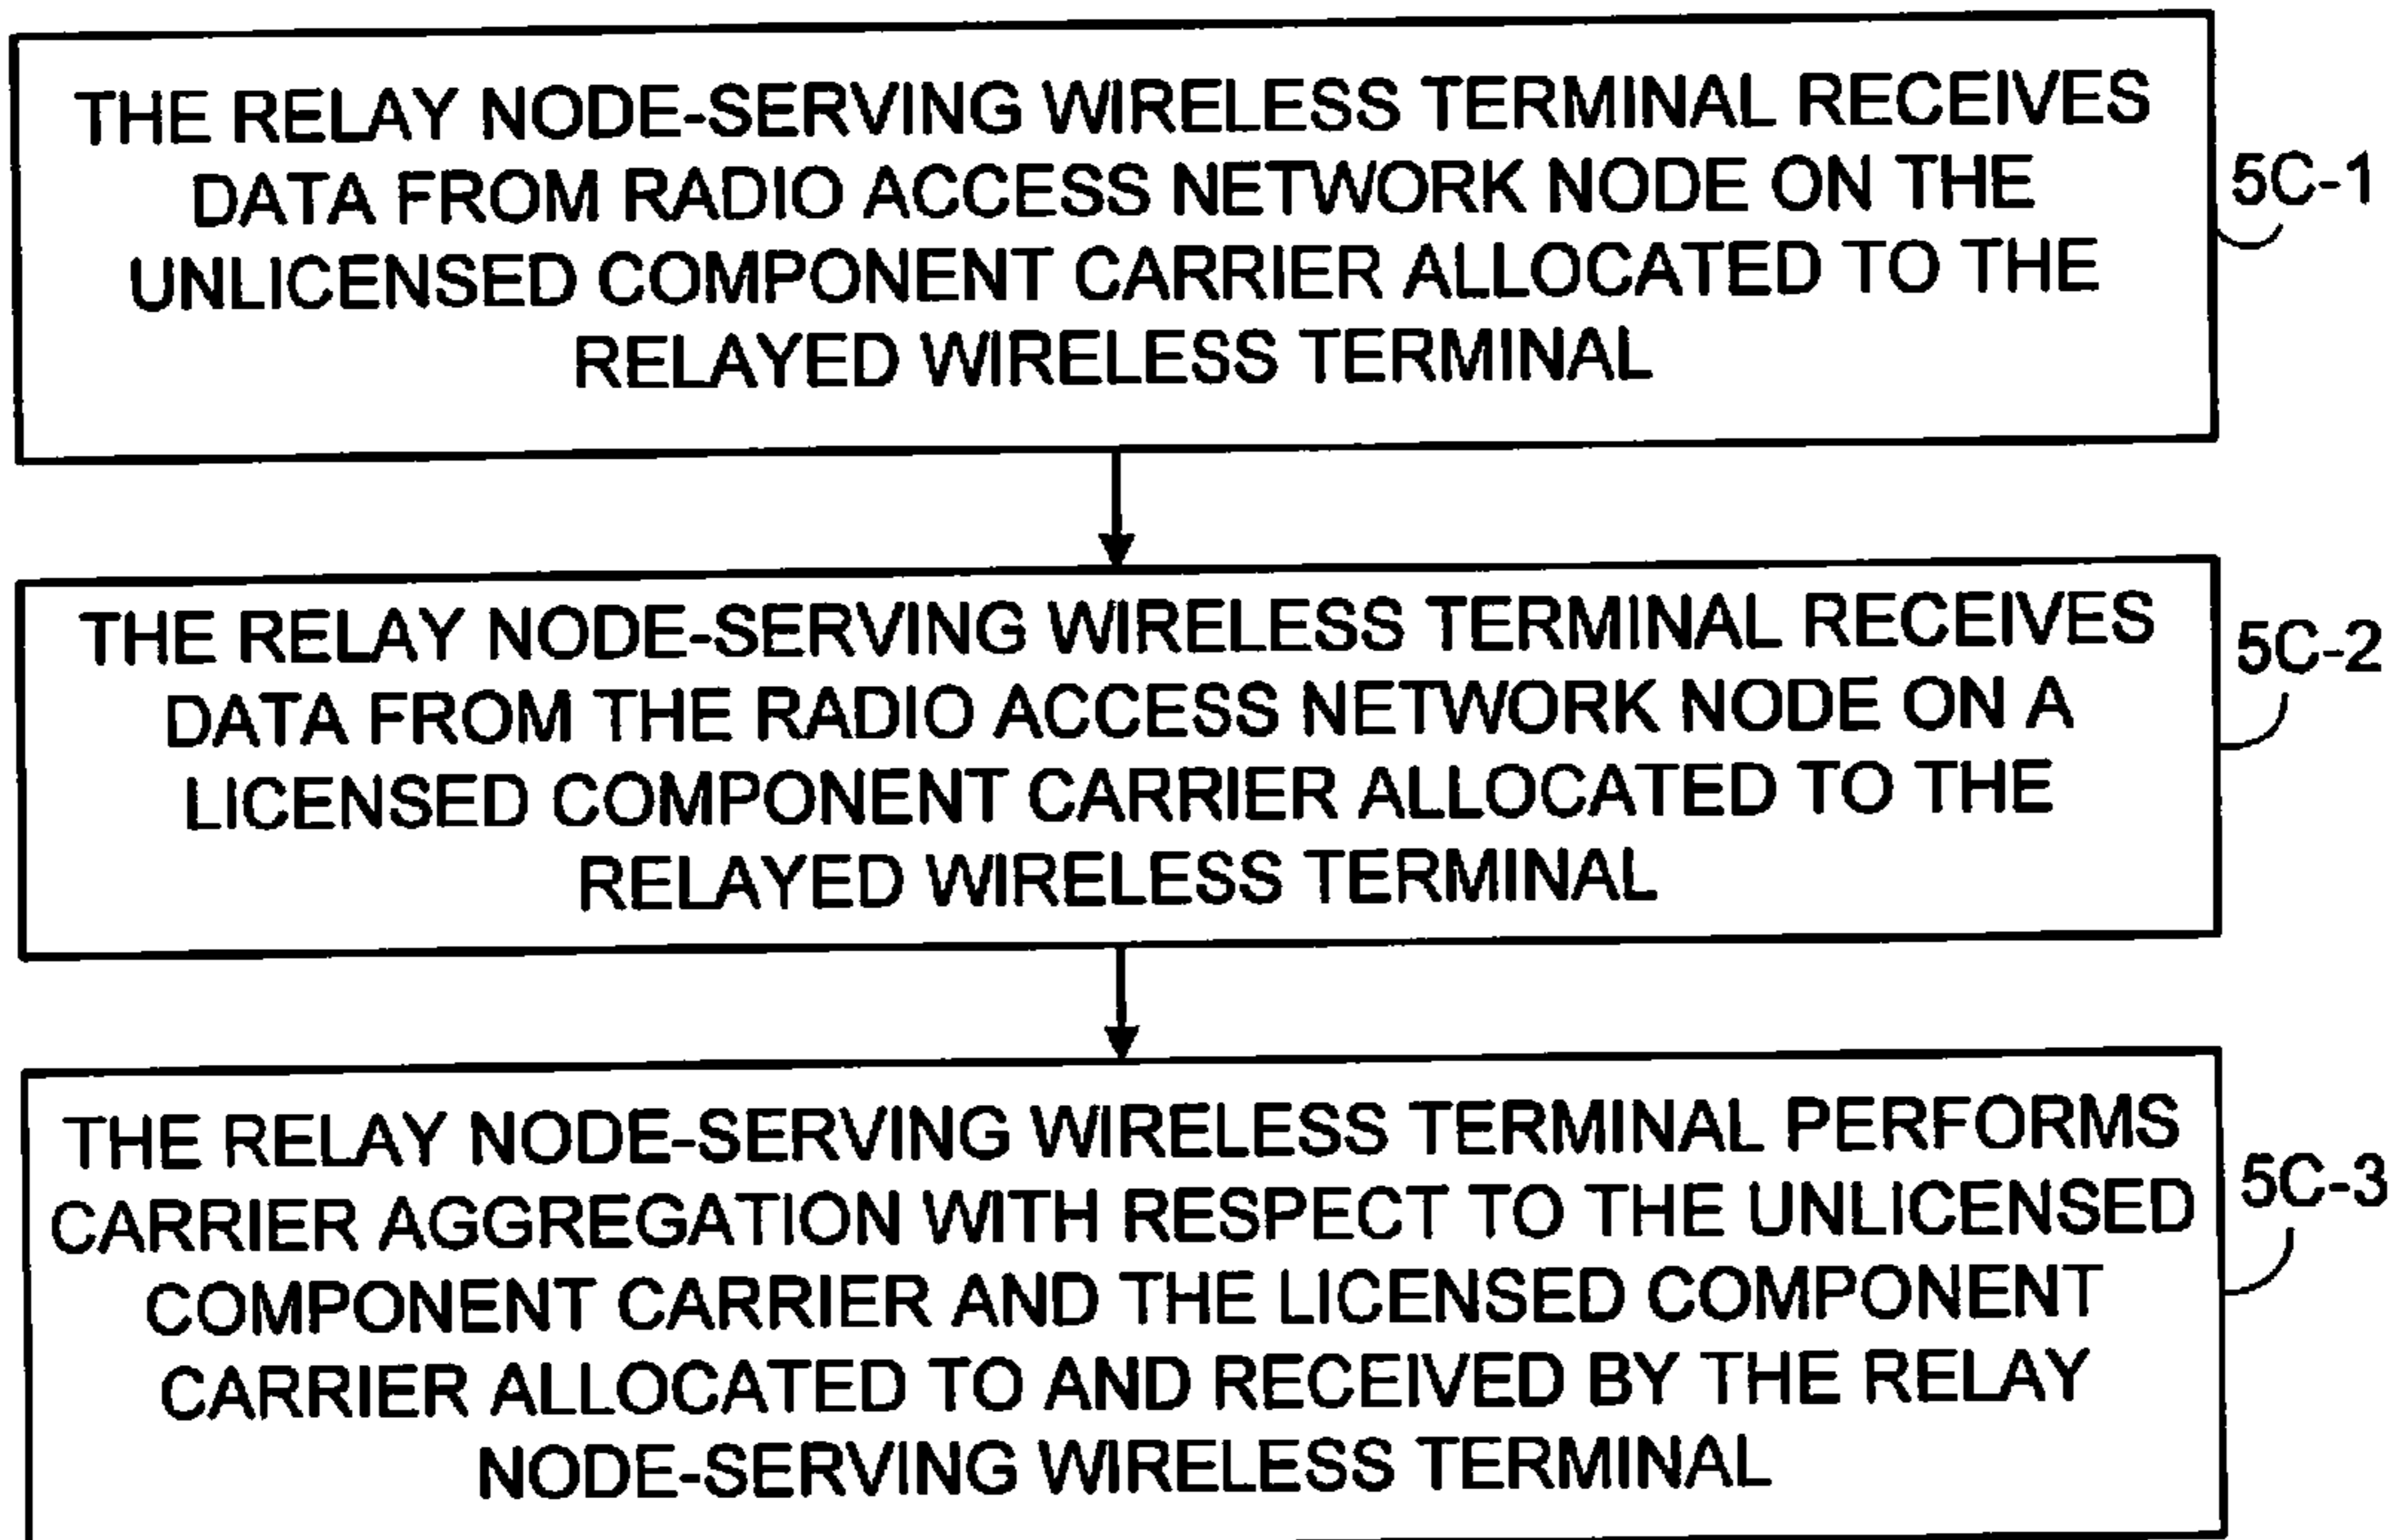 THE RELAY NODE-SERVING WIRELESS TERMINAL RECEIVES
DATA FROM RADIO ACCESS NETWORK NODE ON THE
UNLICENSED COMPONENT CARRIER ALLOCATED TO THE
RELAYED WIRELESS TERMINAL
5C-1
THE RELAY NODE-SERVING WIRELESS TERMINAL RECEIVES
DATA FROM THE RADIO ACCESS NETWORK NODE ON A
LICENSED COMPONENT CARRIER ALLOCATED TO THE
RELAYED WIRELESS TERMINAL
5C-2
THE RELAY NODE-SERVING WIRELESS TERMINAL PERFORMS
CARRIER AGGREGATION WITH RESPECT TO THE UNLICENSED
COMPONENT CARRIER AND THE LICENSED COMPONENT
CARRIER ALLOCATED TO AND RECEIVED BY THE RELAY
NODE-SERVING WIRELESS TERMINAL
5C-3